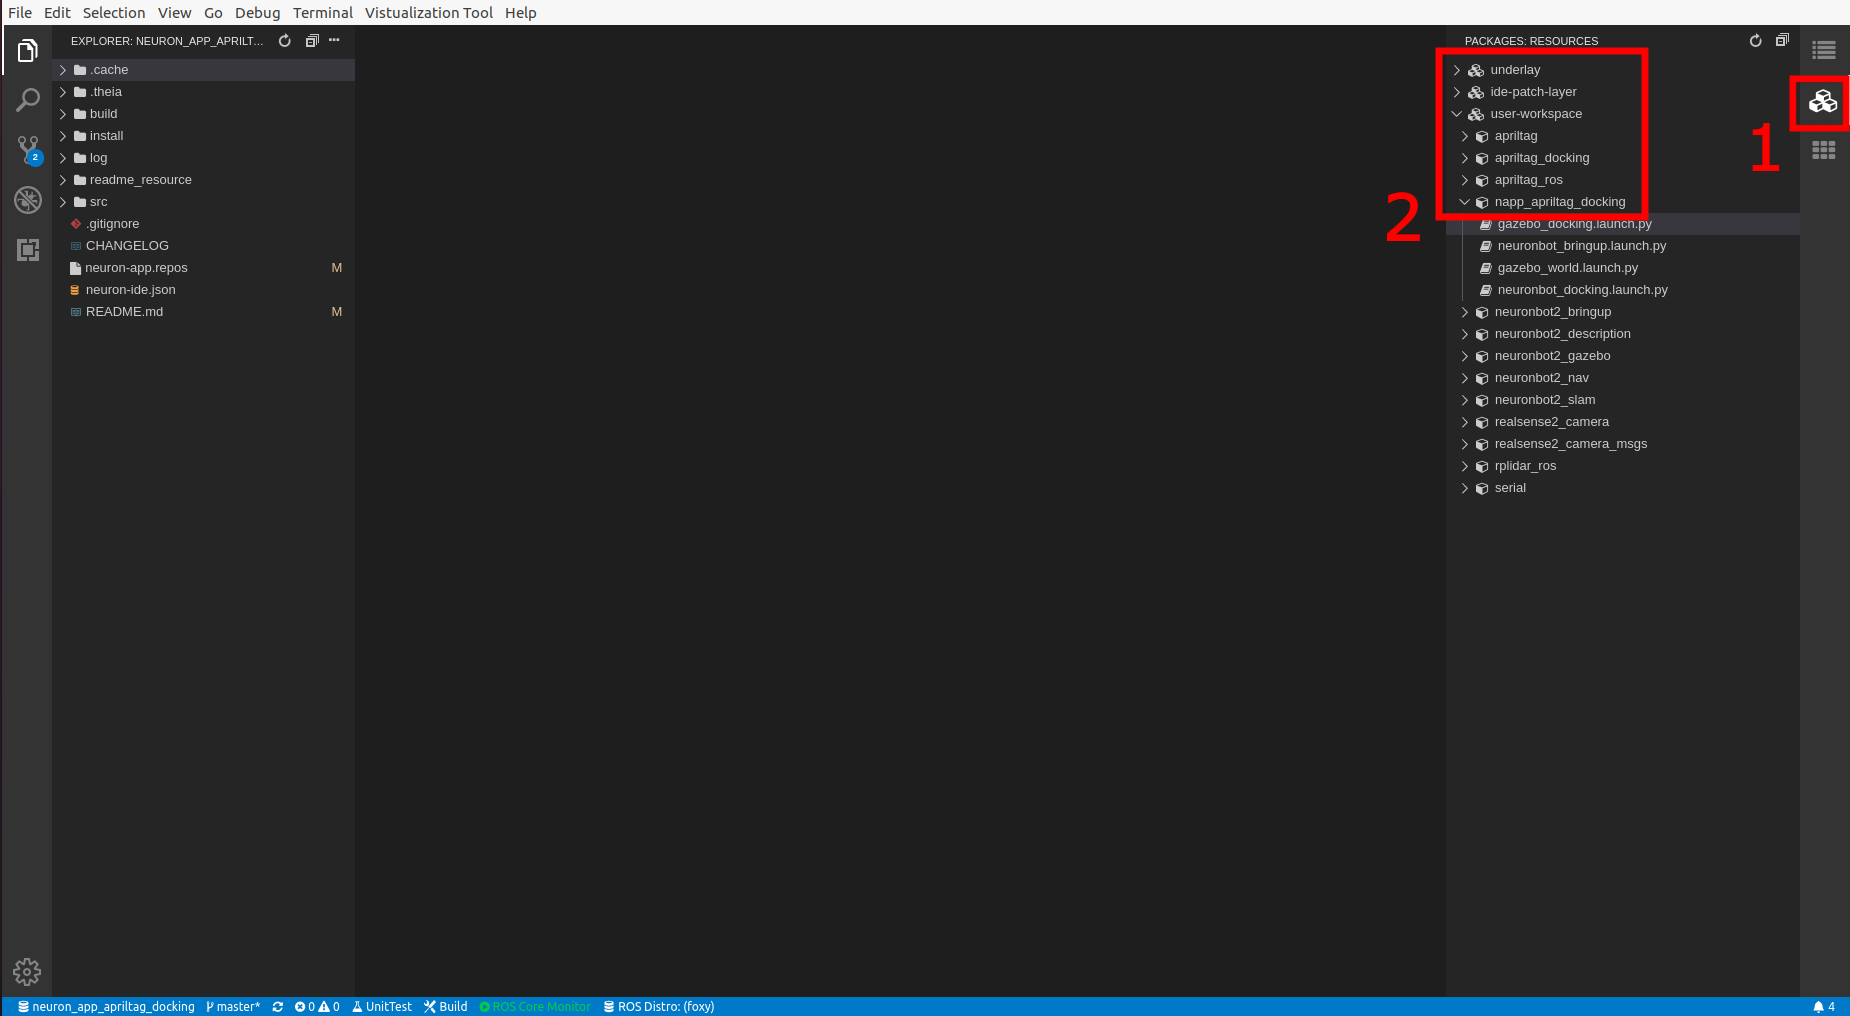 File Edit Selection View Go Debug Terminal Vistualization Tool Help
EXPLORER: NEURON_APP_APRILT...
.cache
.theia
build
install
log
readme_resource
src
.gitignore
CHANGELOG
neuron-app.repos M
neuron-ide.json
README.md M
2
PACKAGES: RESOURCES
underlay
ide-patch-layer
user-workspace
apriltag
apriltag_docking
apriltag_ros
napp_apriltag_docking
gazebo_docking.launch.py
neuronbot_bringup.launch.py
gazebo_world.launch.py
neuronbot_docking.launch.py
neuronbot2_bringup
neuronbot2_description
neuronbot2_gazebo
neuronbot2_nav
neuronbot2_slam
realsense2_camera
realsense2_camera_msgs
rplidar_ros
serial
1
2
neuron_app_apriltag_docking master* 0 0 UnitTest Build ROS Core Monitor ROS Distro: (foxy) 4